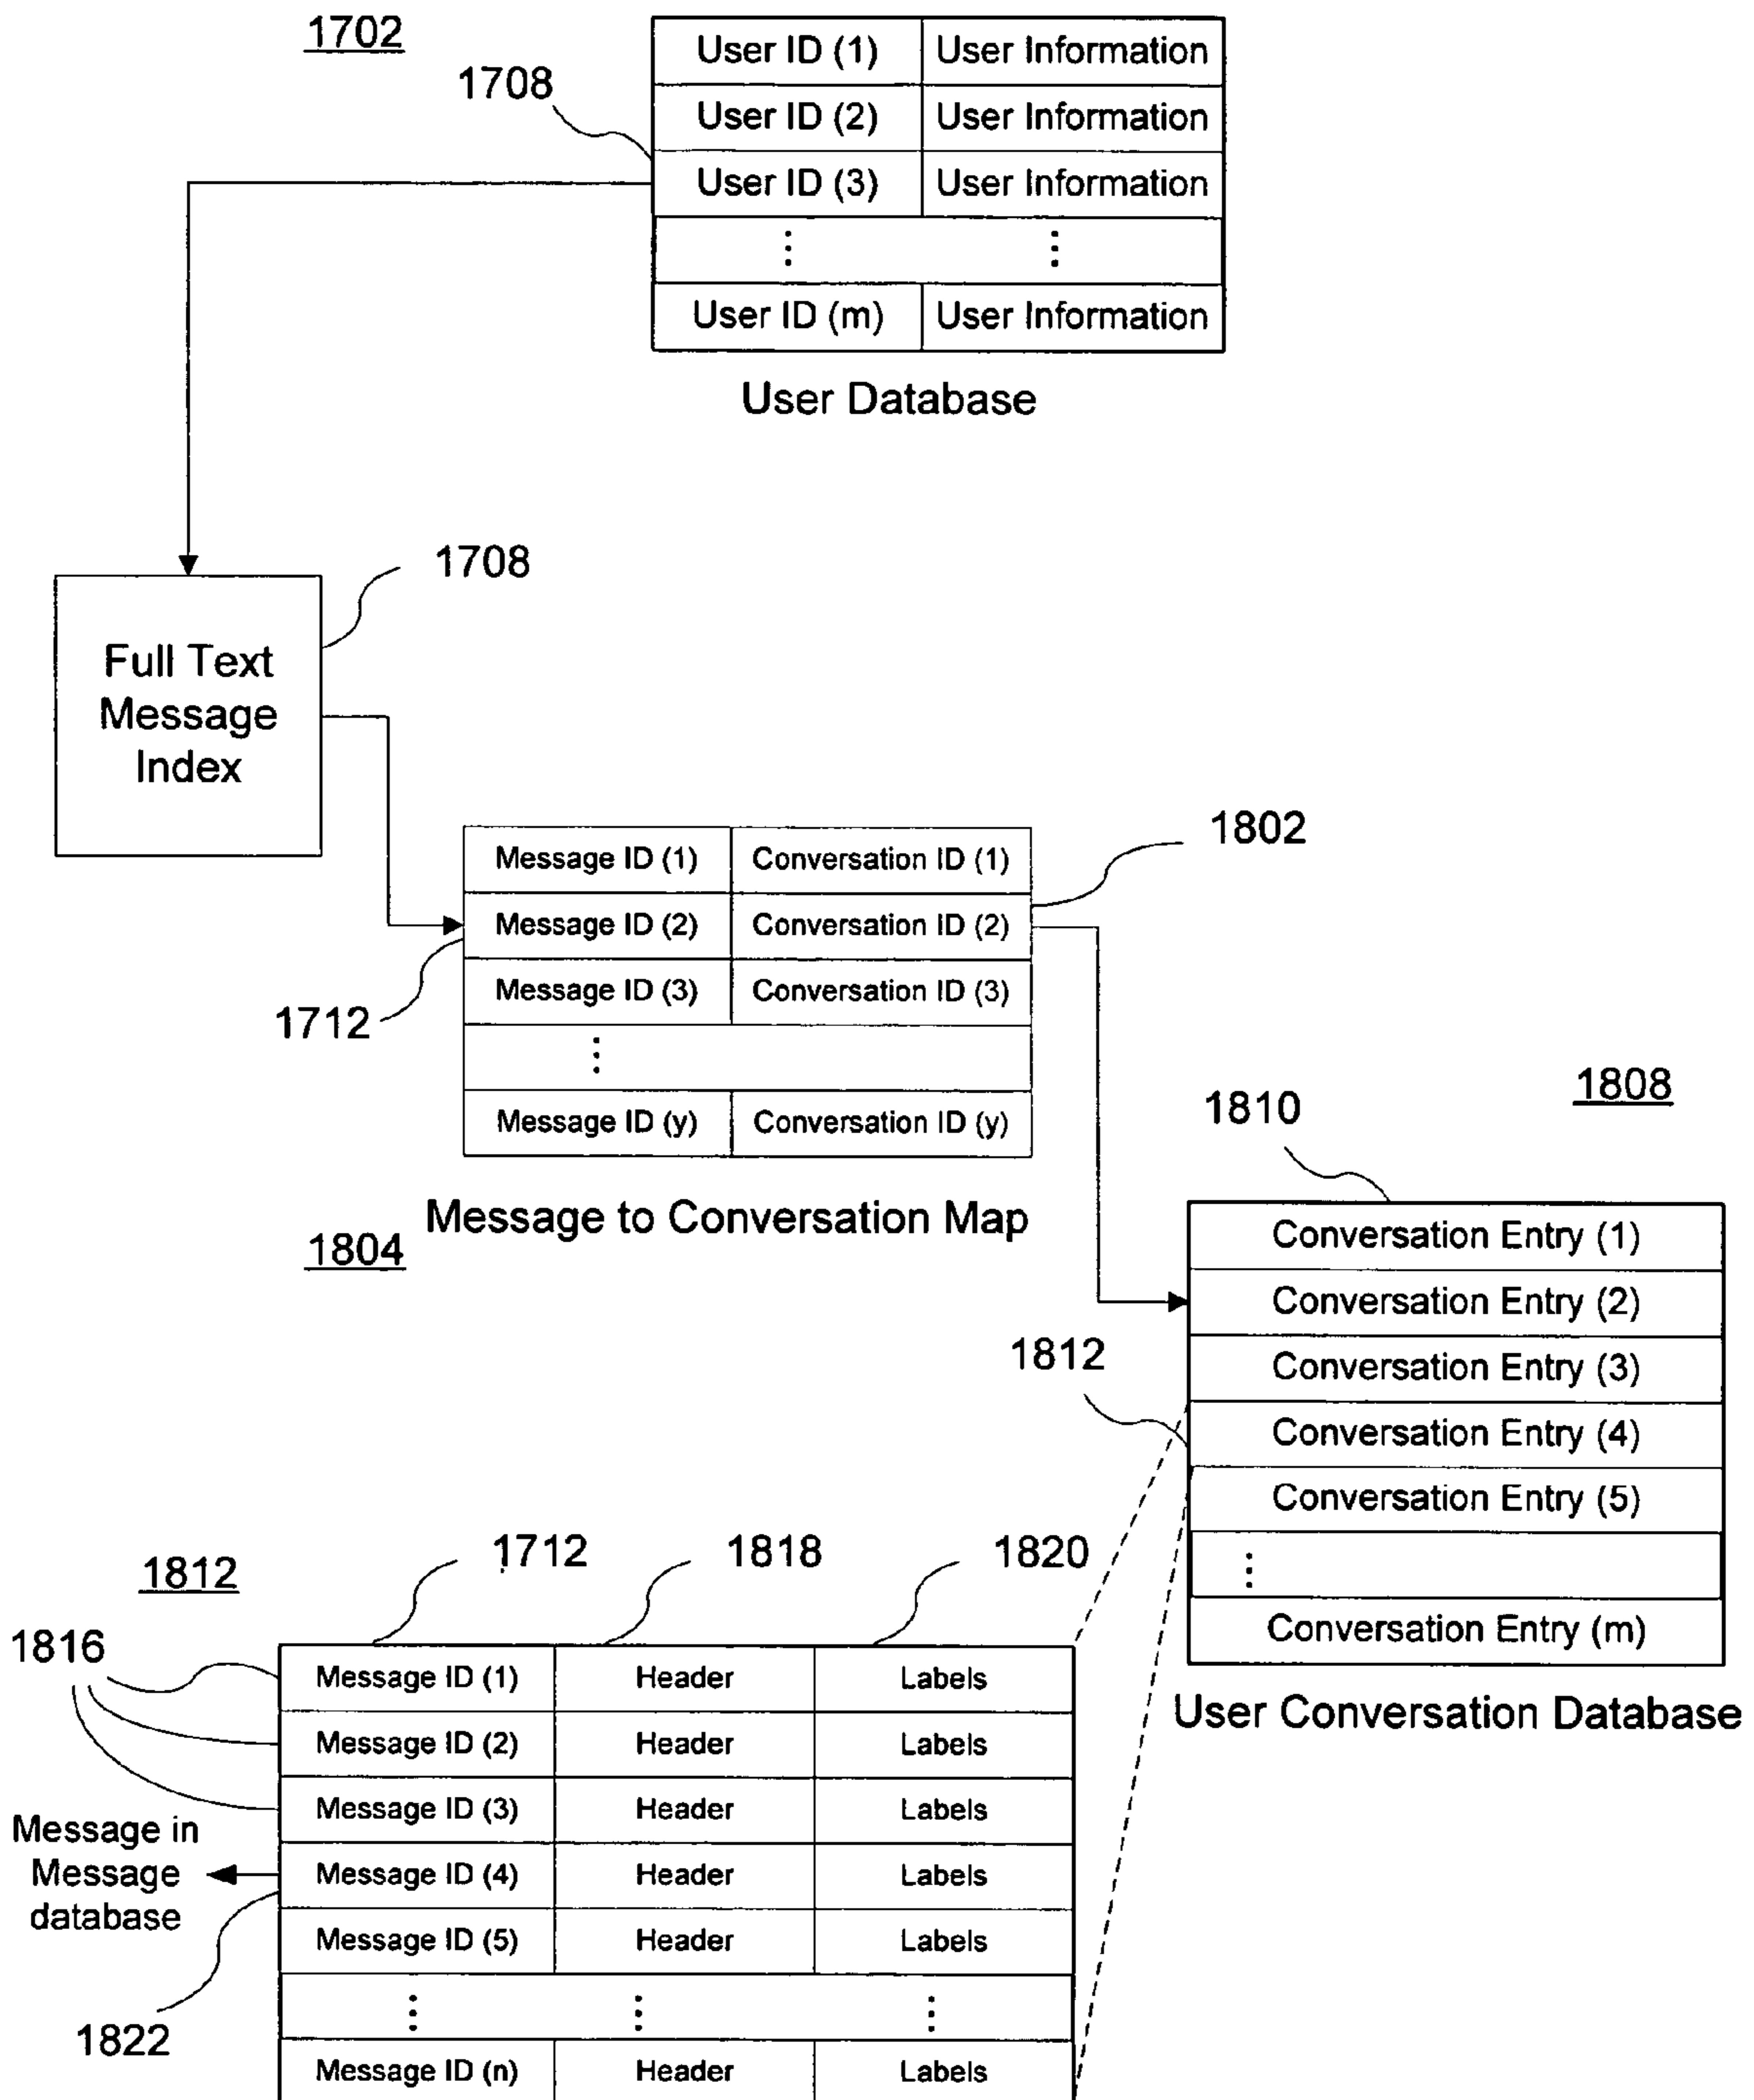 1702
User ID (1) User Information
1708
User ID (2) User Information
User ID (3) User Information
⋮ ⋮
User ID (m) User Information
User Database
1708
Full Text
Message
Index
1802
Message ID (1) Conversation ID (1)
Message ID (2) Conversation ID (2)
Message ID (3) Conversation ID (3)
1712
⋮
Message ID (y) Conversation ID (y)
Message to Conversation Map
1804
1808
1810
Conversation Entry (1)
Conversation Entry (2)
1812
Conversation Entry (3)
Conversation Entry (4)
Conversation Entry (5)
⋮
Conversation Entry (m)
User Conversation Database
1812
1712 1818 1820
1816
Message ID (1) Header Labels
Message ID (2) Header Labels
Message ID (3) Header Labels
Message in
Message
database
Message ID (4) Header Labels
Message ID (5) Header Labels
⋮ ⋮ ⋮
1822
Message ID (n) Header Labels